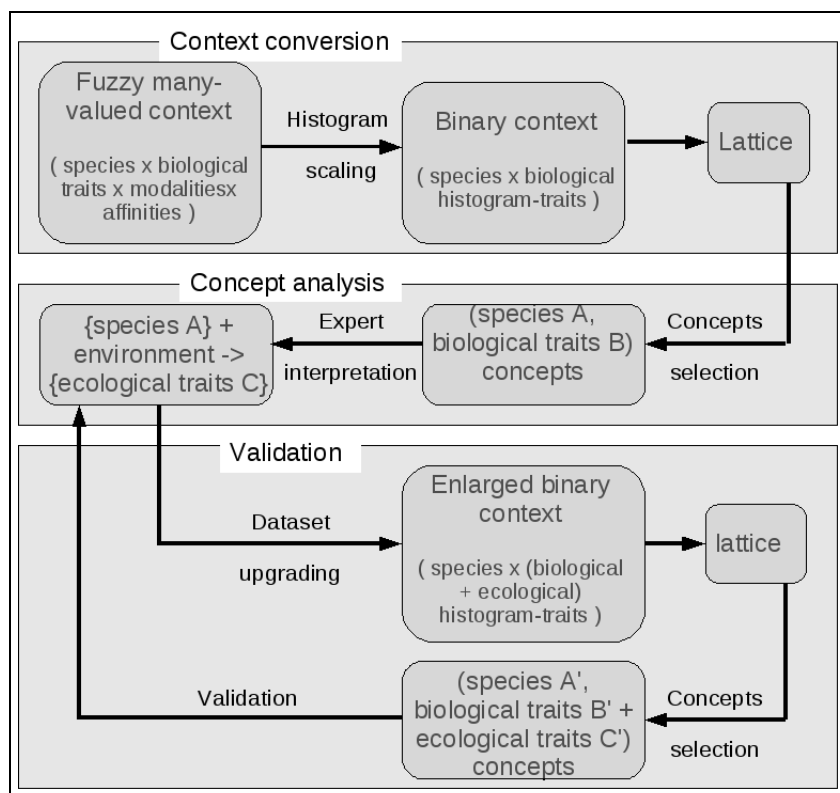 Context conversion
Fuzzy many-
valued context
( species x biological
traits x modalitiesx
affinities )
Histogram
scaling
Binary context
( species x biological
histogram-traits )
Lattice
Concept analysis
{species A} +
environment ->
{ecological traits C}
Expert
interpretation
(species A,
biological traits B)
concepts
Concepts
selection
Validation
Dataset
upgrading
Enlarged binary
context
( species x (biological
+ ecological)
histogram-traits )
lattice
Validation
(species A',
biological traits B' +
ecological traits C')
concepts
Concepts
selection